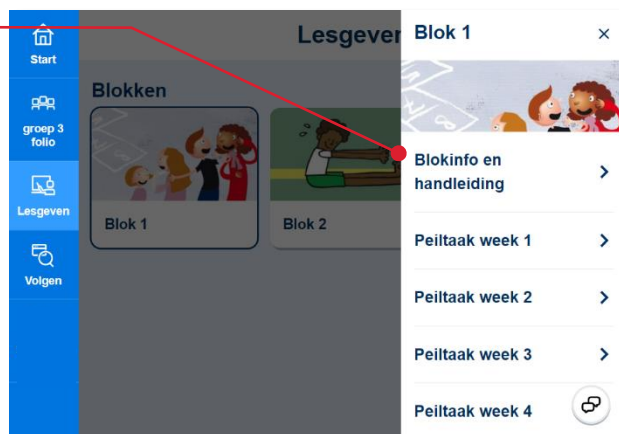 Start
groep 3
folio
Lesgeven
Volgen
Lesgever
Blokken
Blok 1
Blok 2
Blok 1
×
Blokinfo en
handleiding
Peiltaak week 1
Peiltaak week 2
Peiltaak week 3
Peiltaak week 4